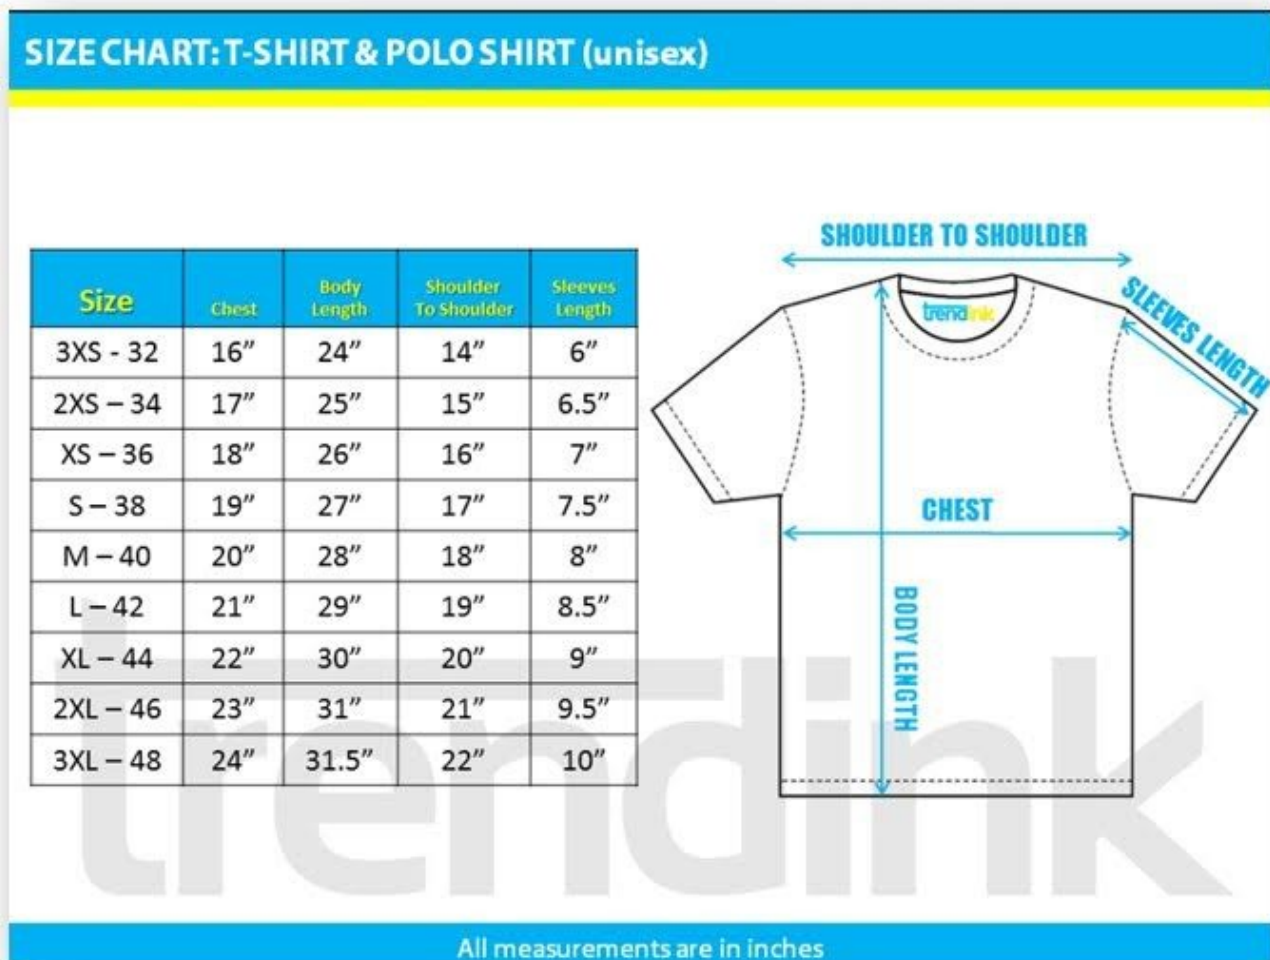 SIZE CHART: T-SHIRT & POLO SHIRT (unisex)
SHOULDER TO SHOULDER
trendink
SLEEVES LENGTH
CHEST
BODY LENGTH
Size Chest Body Length Shoulder To Shoulder Sleeves Length
3XS - 32 16” 24” 14” 6”
2XS – 34 17” 25” 15” 6.5”
XS – 36 18” 26” 16” 7”
S – 38 19” 27” 17” 7.5”
M – 40 20” 28” 18” 8”
L – 42 21” 29” 19” 8.5”
XL – 44 22” 30” 20” 9”
2XL – 46 23” 31” 21” 9.5”
3XL – 48 24” 31.5” 22” 10”
trendink
All measurements are in inches